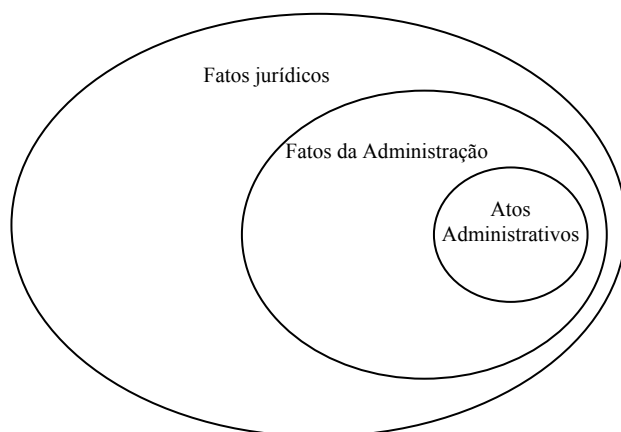 Fatos jurídicos
Fatos da Administração
Atos
Administrativos